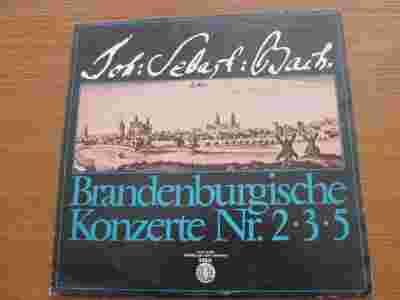 Joh: Sebast: Bach.
Brandenburgische
Konzerte Nr. 2·3·5